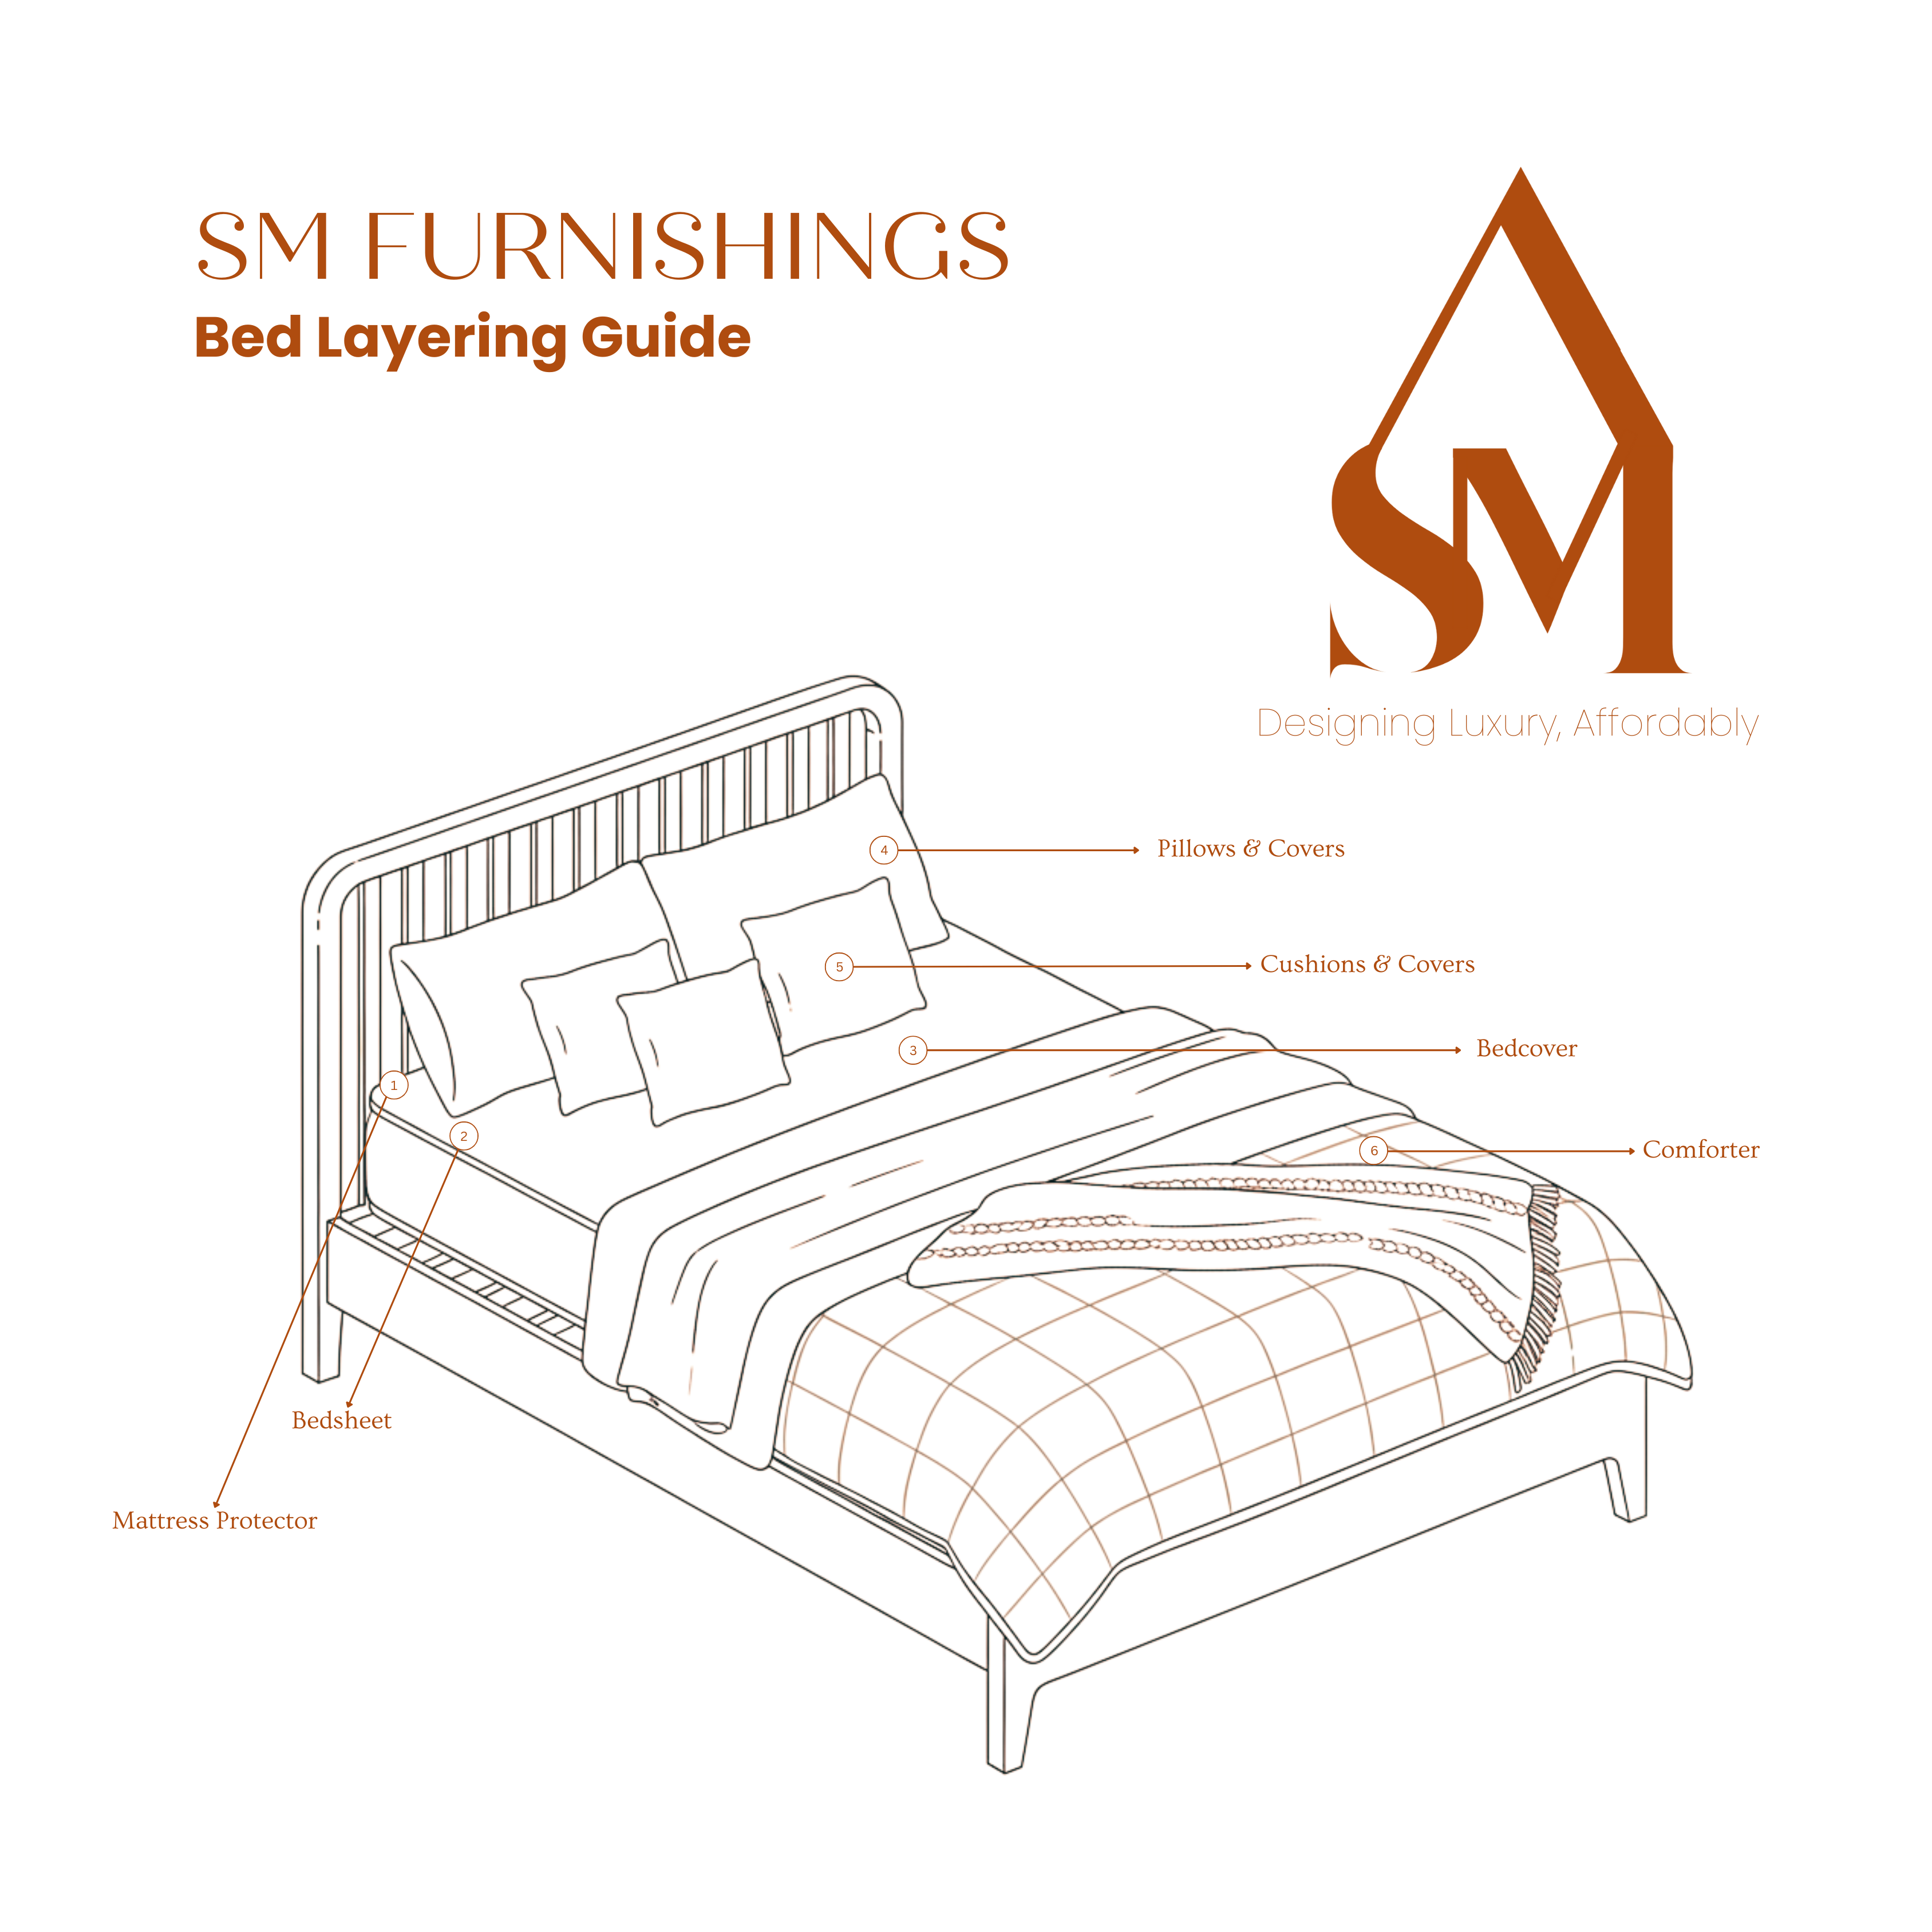 SM FURNISHINGS
Bed Layering Guide
SM
Designing Luxury, Affordably
4 Pillows & Covers
5 Cushions & Covers
3 Bedcover
1
2
6 Comforter
Bedsheet
Mattress Protector